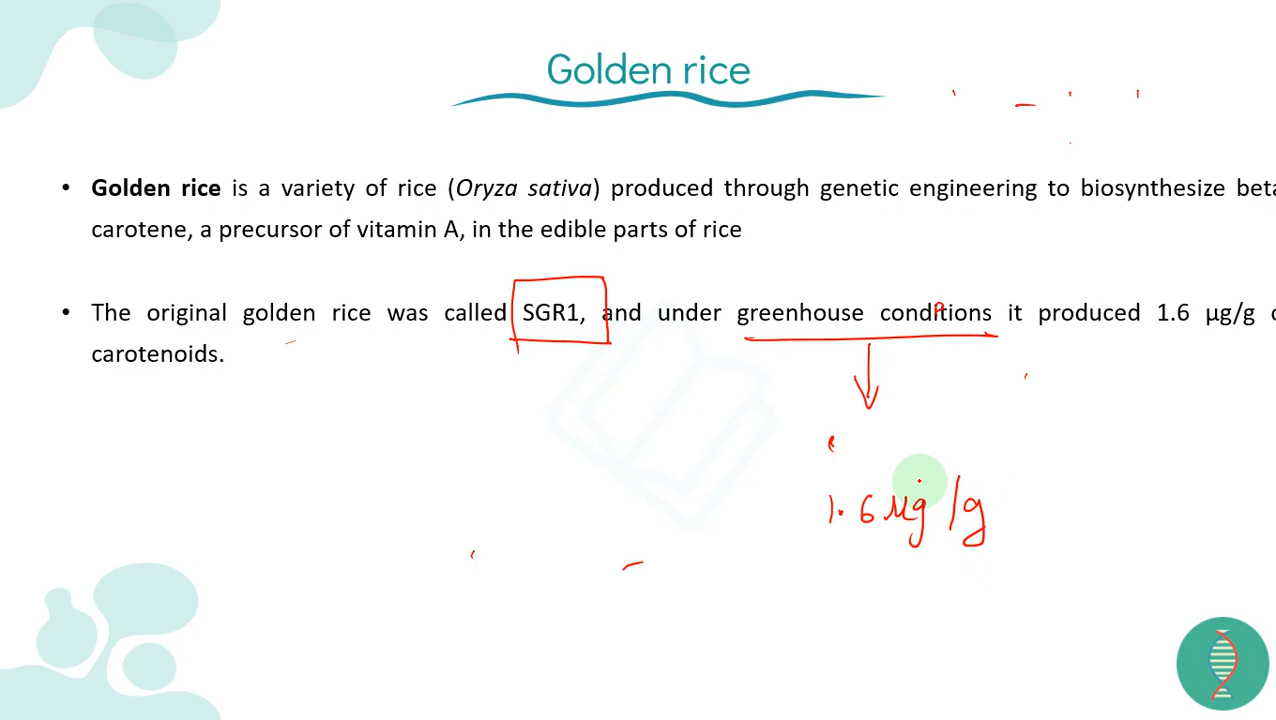 Golden rice
• Golden rice is a variety of rice (Oryza sativa) produced through genetic engineering to biosynthesize beta
carotene, a precursor of vitamin A, in the edible parts of rice
• The original golden rice was called SGR1, and under greenhouse conditions it produced 1.6 µg/g
carotenoids.
1.6 µg/g